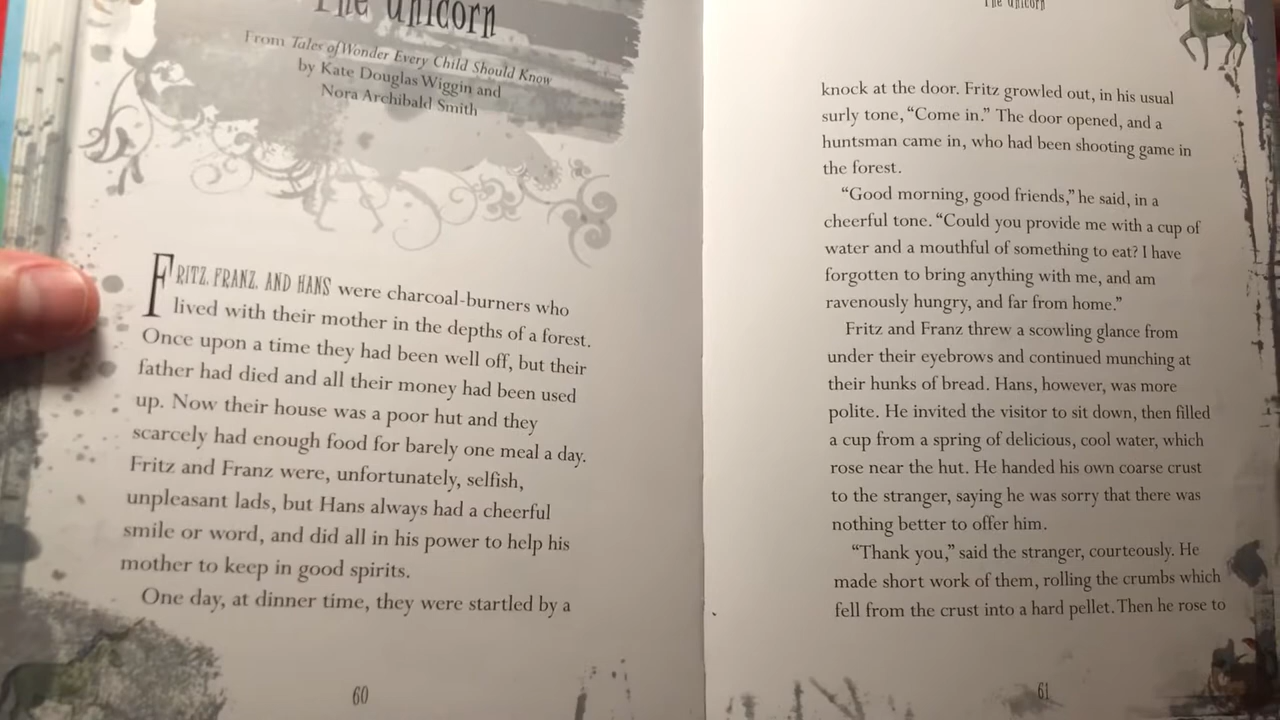 The Unicorn
From Tales of Wonder Every Child Should Know
by Kate Douglas Wiggin and
Nora Archibald Smith
FRITZ, FRANZ, AND HANS were charcoal-burners who
lived with their mother in the depths of a forest.
Once upon a time they had been well off, but their
father had died and all their money had been used
up. Now their house was a poor hut and they
scarcely had enough food for barely one meal a day.
Fritz and Franz were, unfortunately, selfish,
unpleasant lads, but Hans always had a cheerful
smile or word, and did all in his power to help his
mother to keep in good spirits.
One day, at dinner time, they were startled by a
60
The Unicorn
knock at the door. Fritz growled out, in his usual
surly tone, “Come in.” The door opened, and a
huntsman came in, who had been shooting game in
the forest.
“Good morning, good friends,” he said, in a
cheerful tone. “Could you provide me with a cup of
water and a mouthful of something to eat? I have
forgotten to bring anything with me, and am
ravenously hungry, and far from home.”
Fritz and Franz threw a scowling glance from
under their eyebrows and continued munching at
their hunks of bread. Hans, however, was more
polite. He invited the visitor to sit down, then filled
a cup from a spring of delicious, cool water, which
rose near the hut. He handed his own coarse crust
to the stranger, saying he was sorry that there was
nothing better to offer him.
“Thank you,” said the stranger, courteously. He
made short work of them, rolling the crumbs which
fell from the crust into a hard pellet. Then he rose to
61